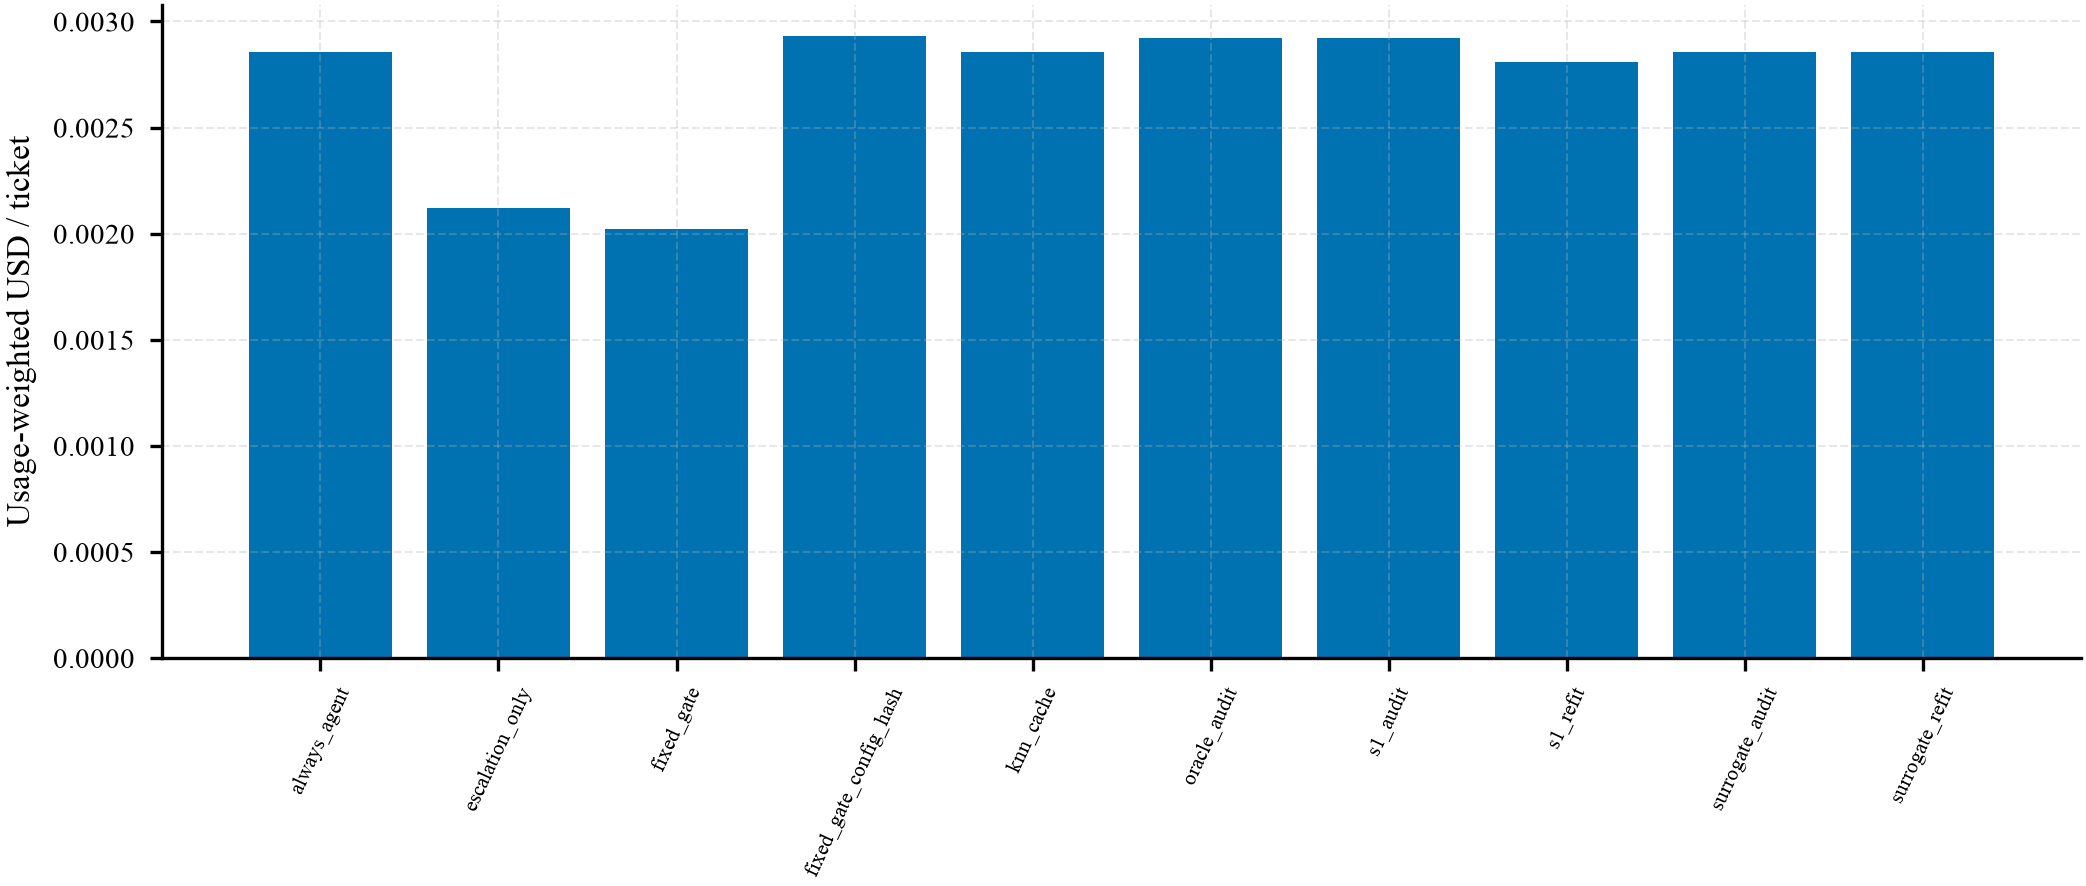 Usage-weighted USD / ticket
0.0030
0.0025
0.0020
0.0015
0.0010
0.0005
0.0000
always_agent
escalation_only
fixed_gate
fixed_gate_config_hash
knn_cache
oracle_audit
s1_audit
s1_refit
surrogate_audit
surrogate_refit